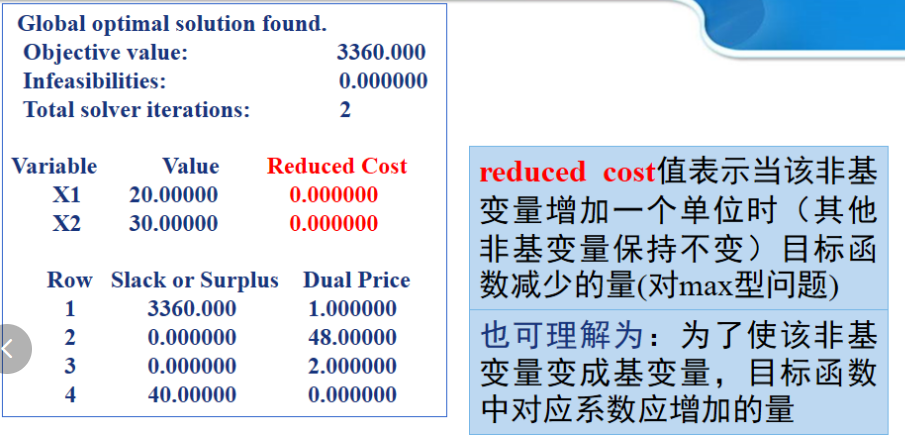 Global optimal solution found.
Objective value: 3360.000
Infeasibilities: 0.000000
Total solver iterations: 2
Variable Value Reduced Cost
X1 20.00000 0.000000
X2 30.00000 0.000000
Row Slack or Surplus Dual Price
1 3360.000 1.000000
2 0.000000 48.00000
3 0.000000 2.000000
4 40.00000 0.000000
reduced cost值表示当该非基
变量增加一个单位时（其他
非基变量保持不变）目标函
数减少的量(对max型问题)
也可理解为：为了使该非基
变量变成基变量，目标函数
中对应系数应增加的量